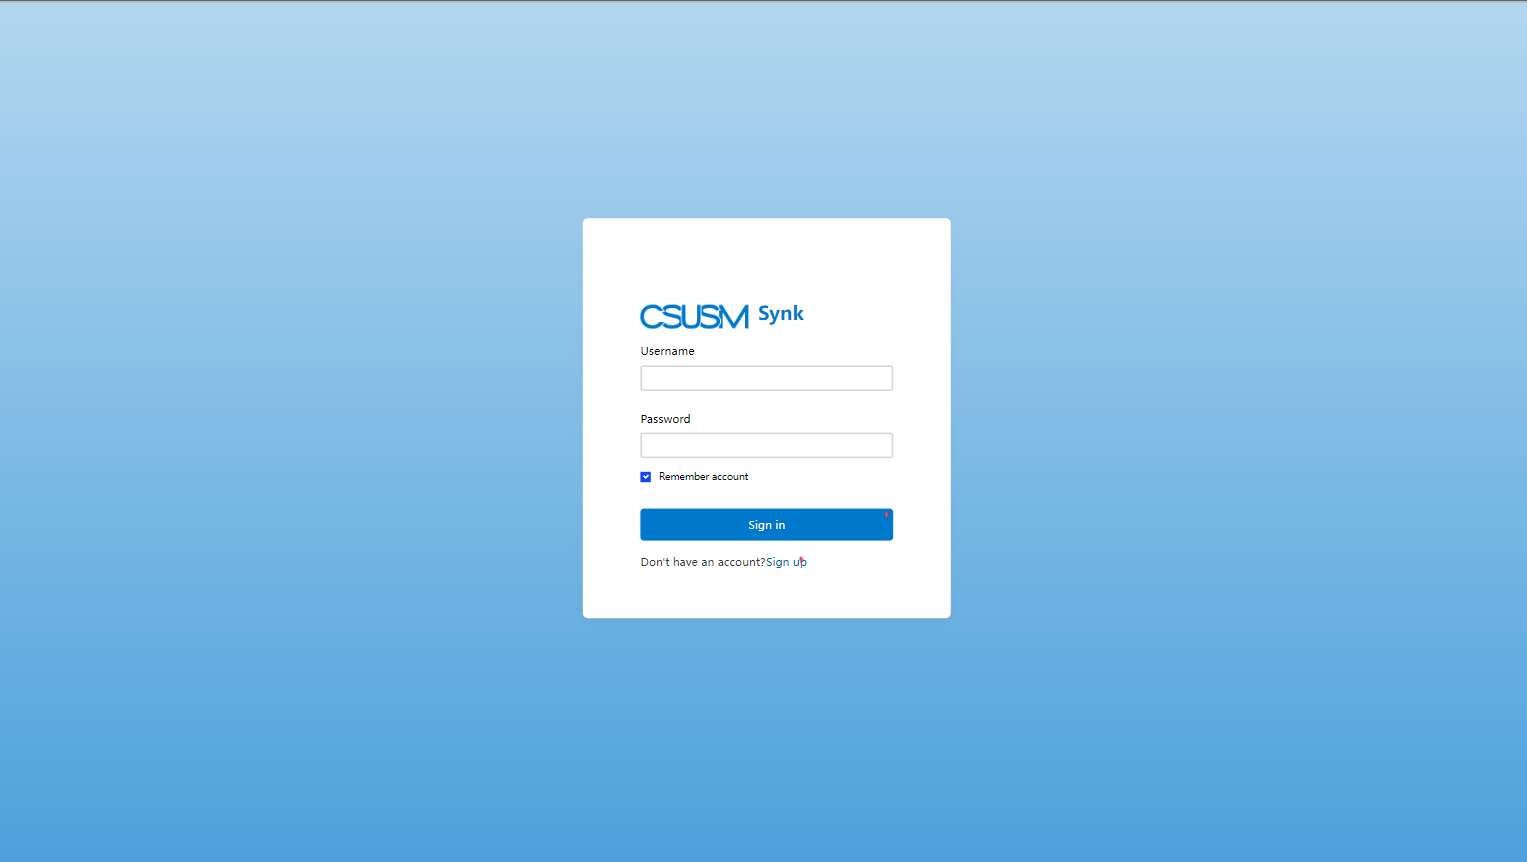 CSUSM Synk
Username
Password
Remember account
Sign in
Don't have an account?Sign up